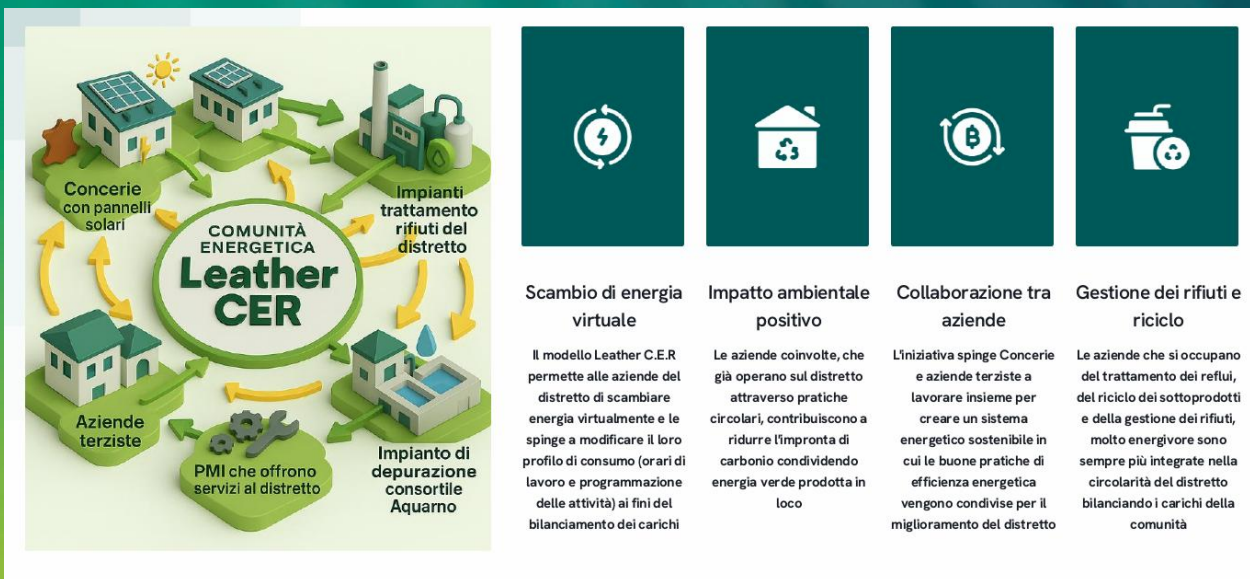 Concerie
con pannelli
solari
Impianti
trattamento
rifiuti del
distretto
COMUNITÀ
ENERGETICA
Leather
CER
Aziende
terziste
PMI che offrono
servizi al distretto
Impianto di
depurazione
consortile
Aquarno
Scambio di energia
virtuale
Il modello Leather C.E.R
permette alle aziende del
distretto di scambiare
energia virtualmente e le
spinge a modificare il loro
profilo di consumo (orari di
lavoro e programmazione
delle attività) ai fini del
bilanciamento dei carichi
Impatto ambientale
positivo
Le aziende coinvolte, che
già operano sul distretto
attraverso pratiche
circolari, contribuiscono a
ridurre l'impronta di
carbonio condividendo
energia verde prodotta in
loco
Collaborazione tra
aziende
L'iniziativa spinge Concerie
e aziende terziste a
lavorare insieme per
creare un sistema
energetico sostenibile in
cui le buone pratiche di
efficienza energetica
vengono condivise per il
miglioramento del distretto
Gestione dei rifiuti e
riciclo
Le aziende che si occupano
del trattamento dei reflui,
del riciclo dei sottoprodotti
e della gestione dei rifiuti,
molto energivore sono
sempre più integrate nella
circolarità del distretto
bilanciando i carichi della
comunità